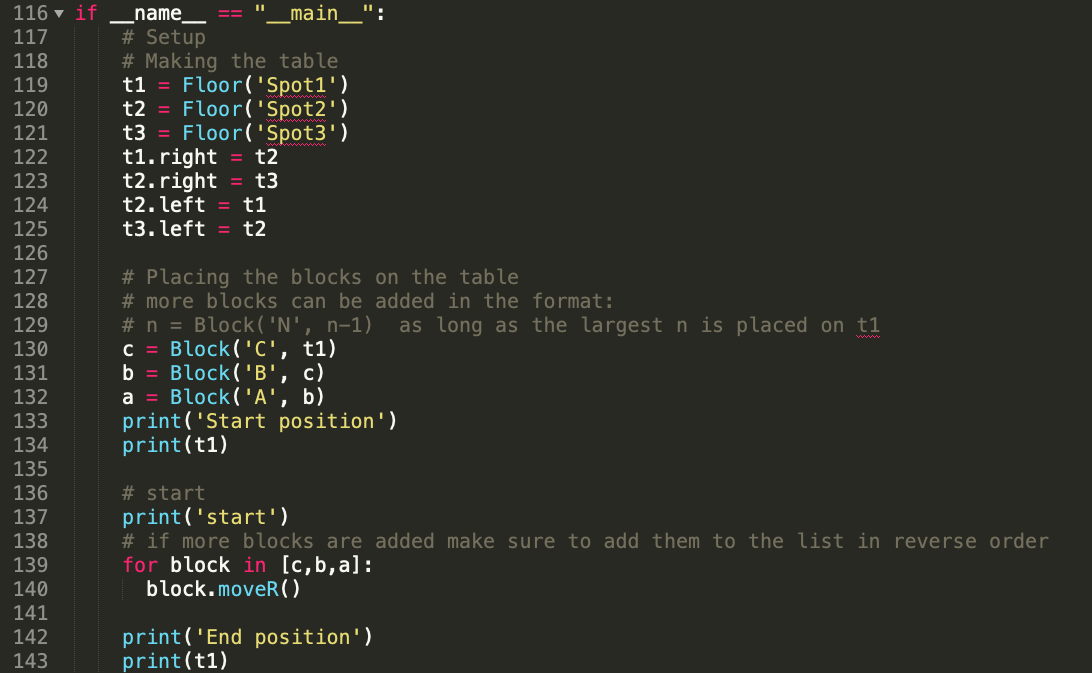 116 if __name__ == "__main__":
117 # Setup
118 # Making the table
119 t1 = Floor('Spot1')
120 t2 = Floor('Spot2')
121 t3 = Floor('Spot3')
122 t1.right = t2
123 t2.right = t3
124 t2.left = t1
125 t3.left = t2
126
127 # Placing the blocks on the table
128 # more blocks can be added in the format:
129 # n = Block('N', n-1)  as long as the largest n is placed on t1
130 c = Block('C', t1)
131 b = Block('B', c)
132 a = Block('A', b)
133 print('Start position')
134 print(t1)
135
136 # start
137 print('start')
138 # if more blocks are added make sure to add them to the list in reverse order
139 for block in [c,b,a]:
140 block.moveR()
141
142 print('End position')
143 print(t1)